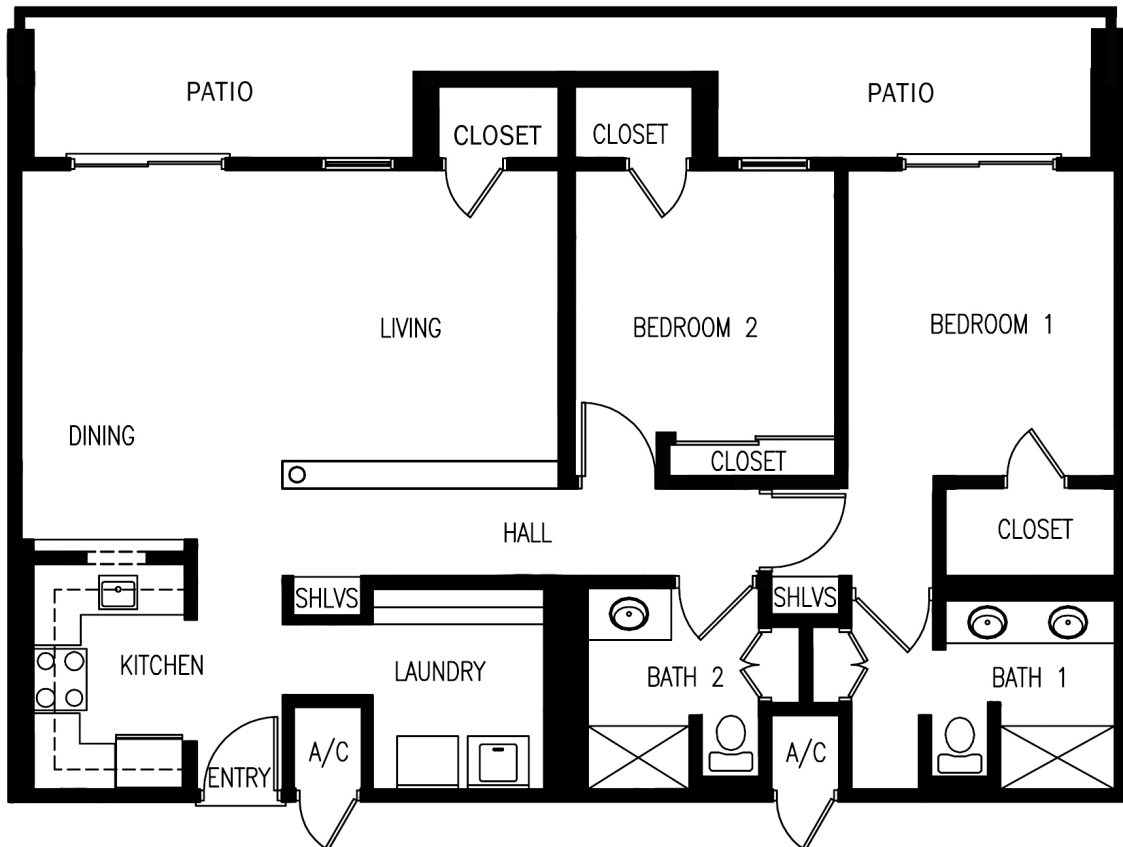 PATIO
PATIO
CLOSET
CLOSET
LIVING
BEDROOM 2
BEDROOM 1
DINING
CLOSET
HALL
CLOSET
SHLVS
SHLVS
KITCHEN
LAUNDRY
BATH 2
BATH 1
A/C
A/C
ENTRY